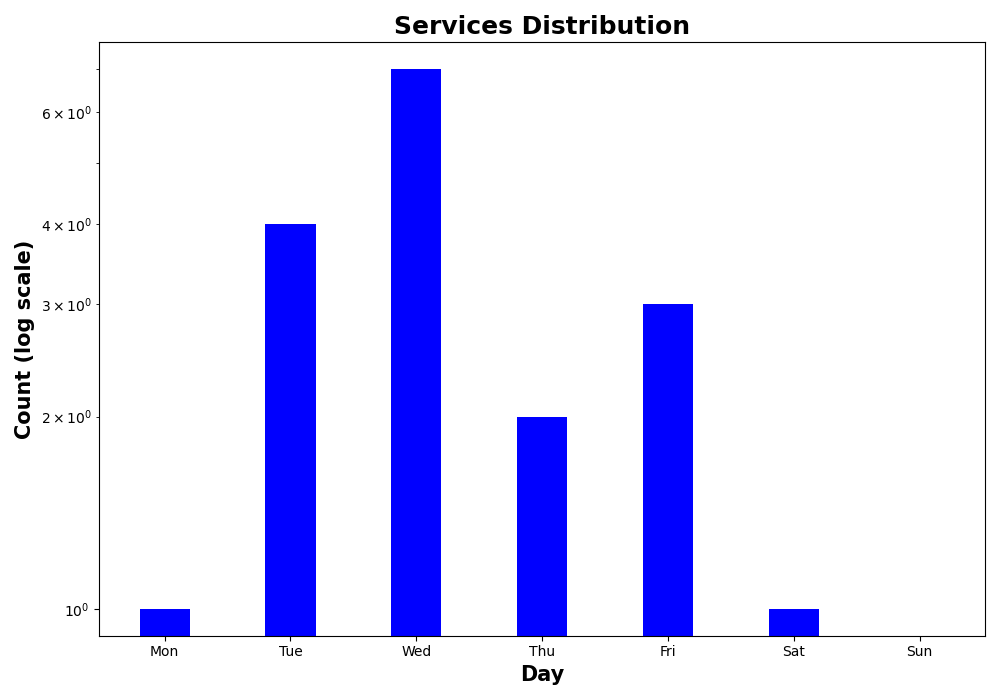 Services Distribution
Count (log scale)
6 × 10⁰
4 × 10⁰
3 × 10⁰
2 × 10⁰
10⁰
Mon Tue Wed Thu Fri Sat Sun
Day